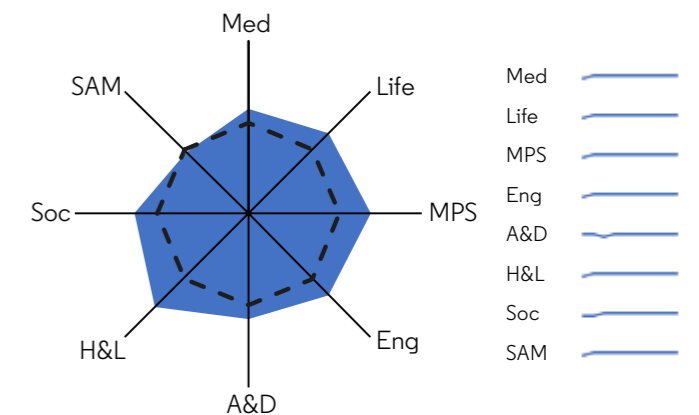 Med
SAM
Life
Soc
MPS
H&L
Eng
A&D
Med
Life
MPS
Eng
A&D
H&L
Soc
SAM